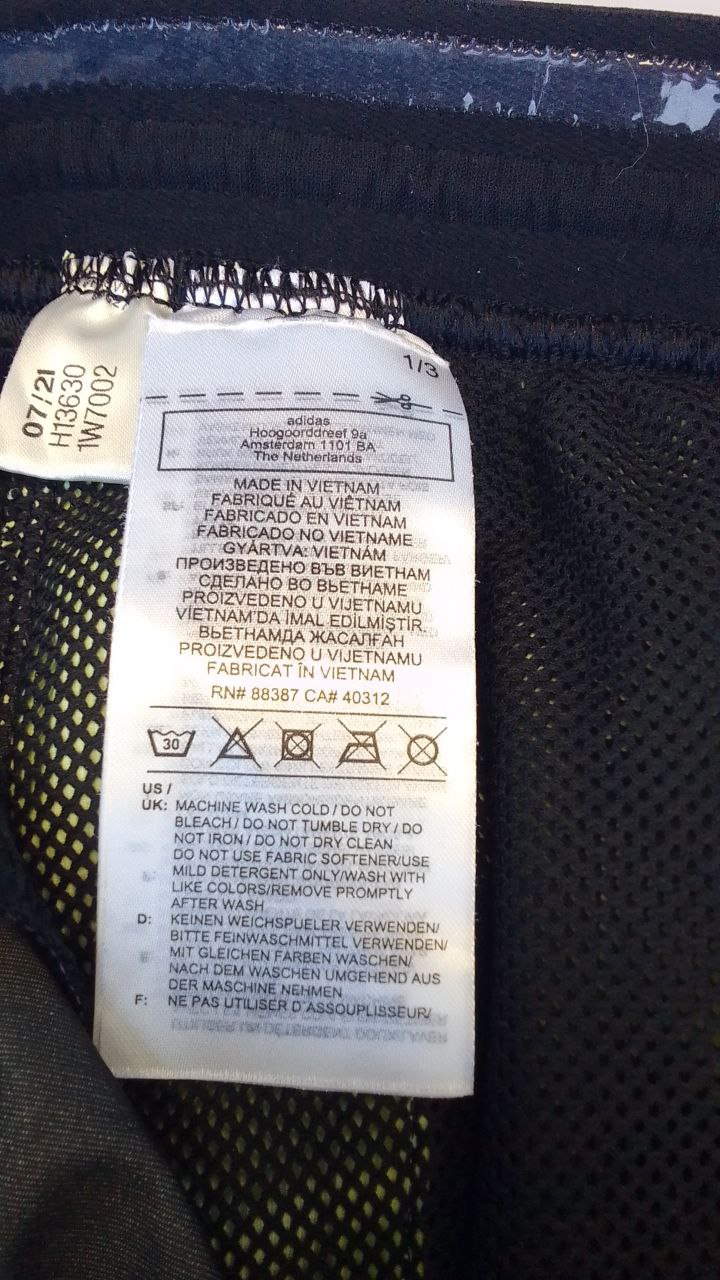 07/21
H13630
1W7002
1/3
adidas
Hoogoorddreef 9a
Amsterdam 1101 BA
The Netherlands
MADE IN VIETNAM
FABRIQUÉ AU VIÊTNAM
FABRICADO EN VIETNAM
FABRICADO NO VIETNAME
GYÁRTVA: VIETNÁM
ПРОИЗВЕДЕНО ВЪВ ВИЕТНАМ
СДЕЛАНО ВО ВЬЕТНАМЕ
PROIZVEDENO U VIJETNAMU
VİETNAM'DA İMAL EDİLMİŞTİR
ВЬЕТНАМДА ЖАСАЛҒАН
PROIZVEDENO U VIJETNAMU
FABRICAT ÎN VIETNAM
RN# 88387 CA# 40312
30
US /
UK: MACHINE WASH COLD / DO NOT
BLEACH / DO NOT TUMBLE DRY / DO
NOT IRON / DO NOT DRY CLEAN
DO NOT USE FABRIC SOFTENER/USE
MILD DETERGENT ONLY/WASH WITH
LIKE COLORS/REMOVE PROMPTLY
AFTER WASH
D: KEINEN WEICHSPUELER VERWENDEN/
BITTE FEINWASCHMITTEL VERWENDEN/
MIT GLEICHEN FARBEN WASCHEN/
NACH DEM WASCHEN UMGEHEND AUS
DER MASCHINE NEHMEN
F: NE PAS UTILISER D'ASSOUPLISSEUR/